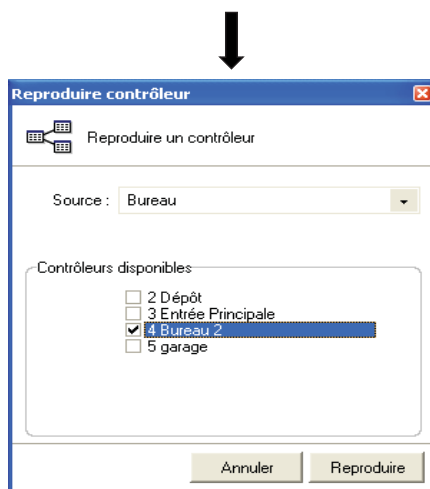 Reproduire contrôleur
Reproduire un contrôleur
Source : Bureau
Contrôleurs disponibles
2 Dépôt
3 Entrée Principale
4 Bureau 2
5 garage
Annuler Reproduire